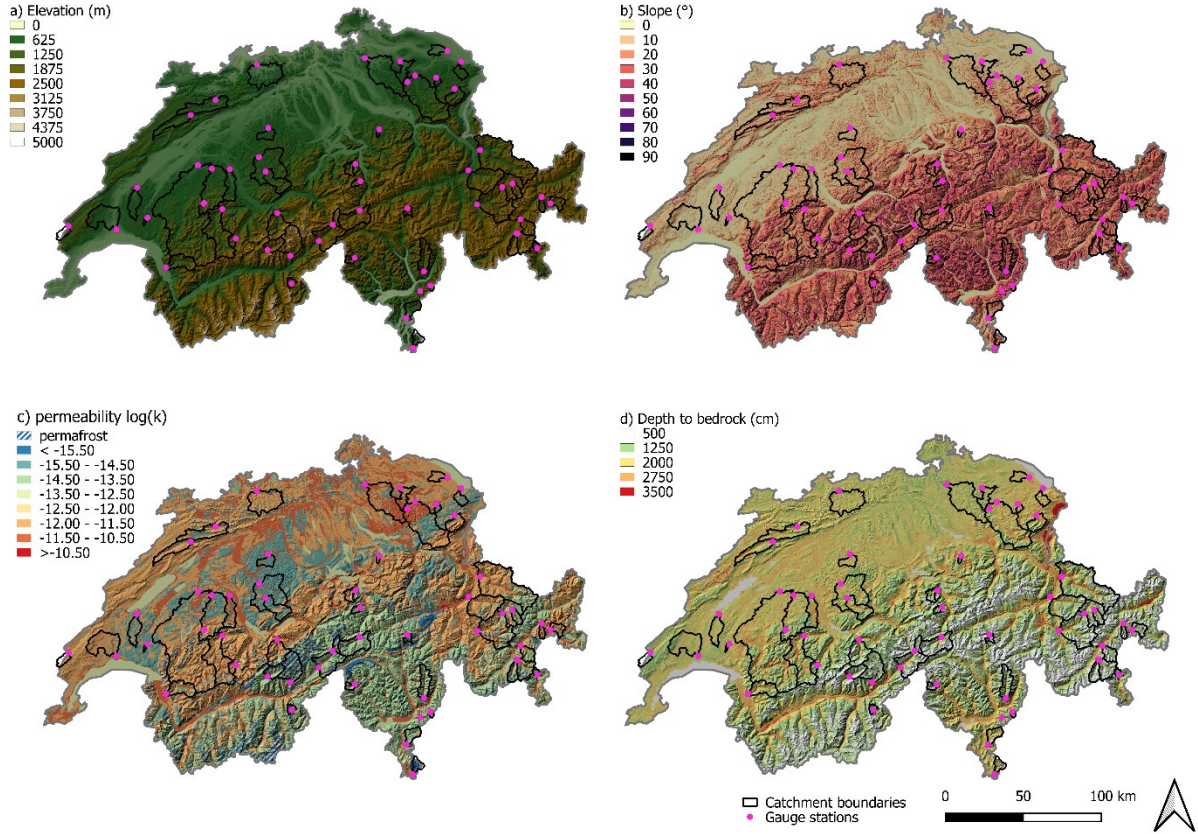 a) Elevation (m)
0
625
1250
1875
2500
3125
3750
4375
5000
b) Slope (°)
0
10
20
30
40
50
60
70
80
90
c) permeability log(k)
permafrost
< -15.50
-15.50 - -14.50
-14.50 - -13.50
-13.50 - -12.50
-12.50 - -12.00
-12.00 - -11.50
-11.50 - -10.50
>-10.50
d) Depth to bedrock (cm)
500
1250
2000
2750
3500
Catchment boundaries
Gauge stations
0 50 100 km